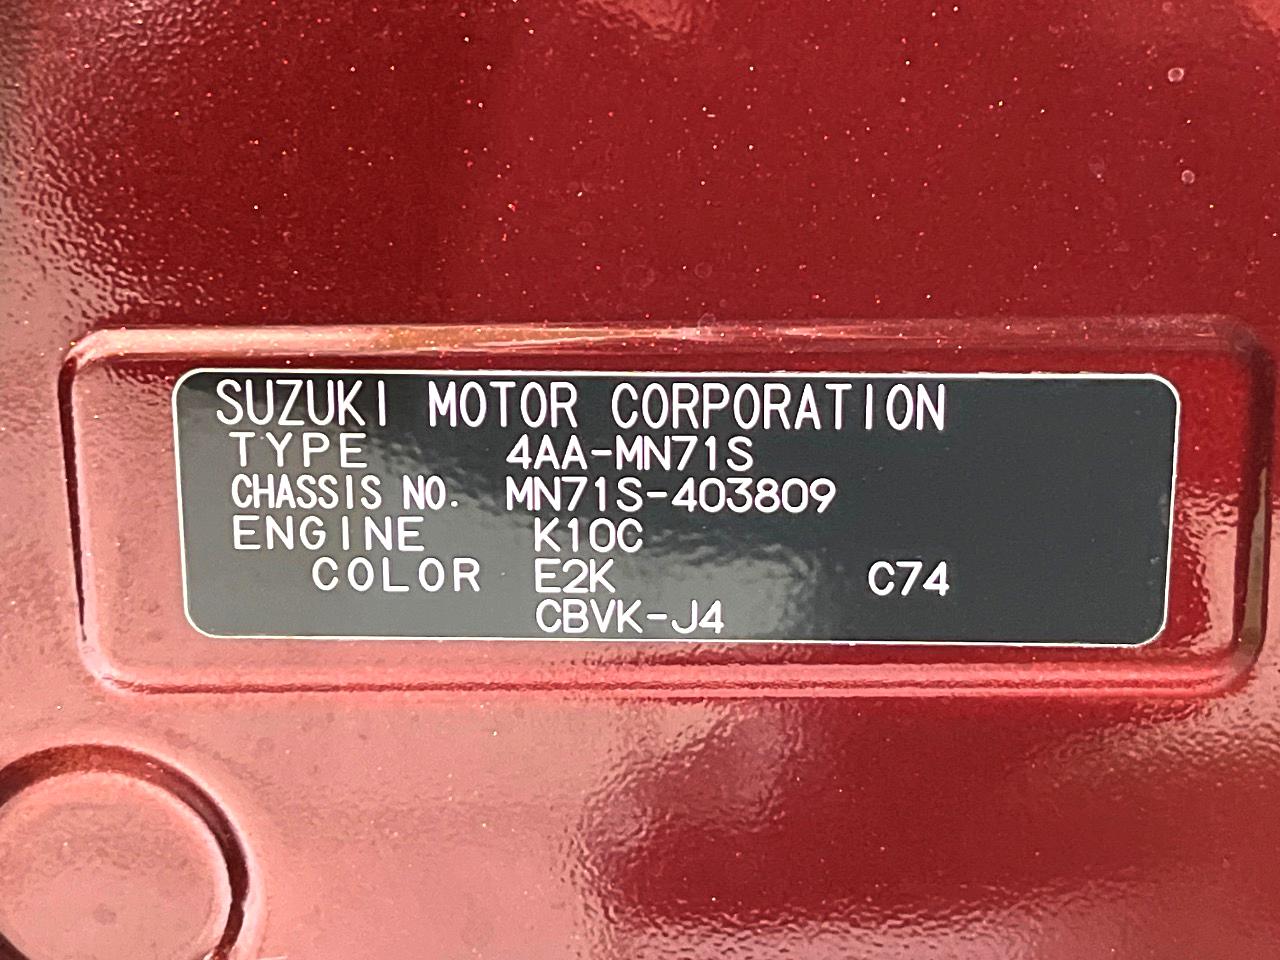 SUZUKI MOTOR CORPORATION
TYPE 4AA-MN71S
CHASSIS NO. MN71S-403809
ENGINE K10C
COLOR E2K C74
CBVK-J4